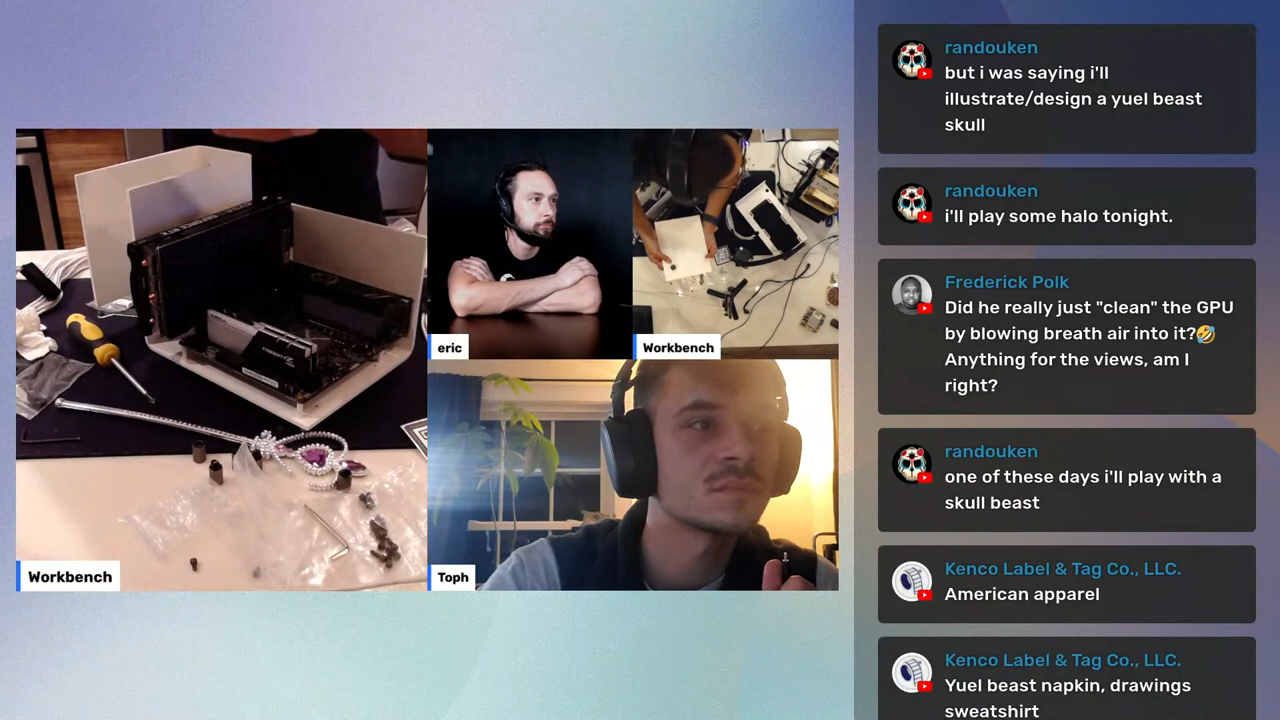 Workbench
eric
Workbench
Toph
randouken
but i was saying i'll
illustrate/design a yuel beast
skull
randouken
i'll play some halo tonight.
Frederick Polk
Did he really just "clean" the GPU
by blowing breath air into it?🤣
Anything for the views, am I
right?
randouken
one of these days i'll play with a
skull beast
Kenco Label & Tag Co., LLC.
American apparel
Kenco Label & Tag Co., LLC.
Yuel beast napkin, drawings
sweatshirt